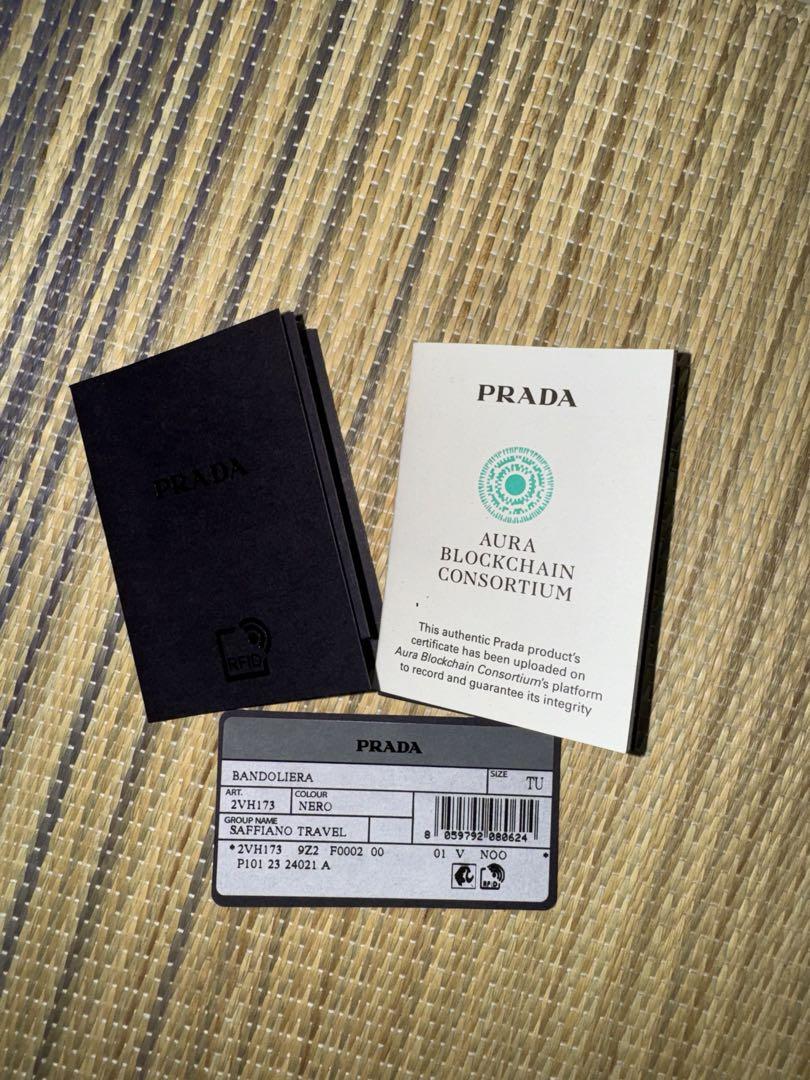 PRADA
RFID
PRADA
AURA
BLOCKCHAIN
CONSORTIUM
This authentic Prada product's
certificate has been uploaded on
Aura Blockchain Consortium's platform
to record and guarantee its integrity
PRADA
BANDOLIERA
SIZE
TU
ART.
2VH173
COLOUR
NERO
GROUP NAME
SAFFIANO TRAVEL
8 059792 080624
*2VH173 9Z2 F0002 00 01 V NOO *
P101 23 24021 A
RFID